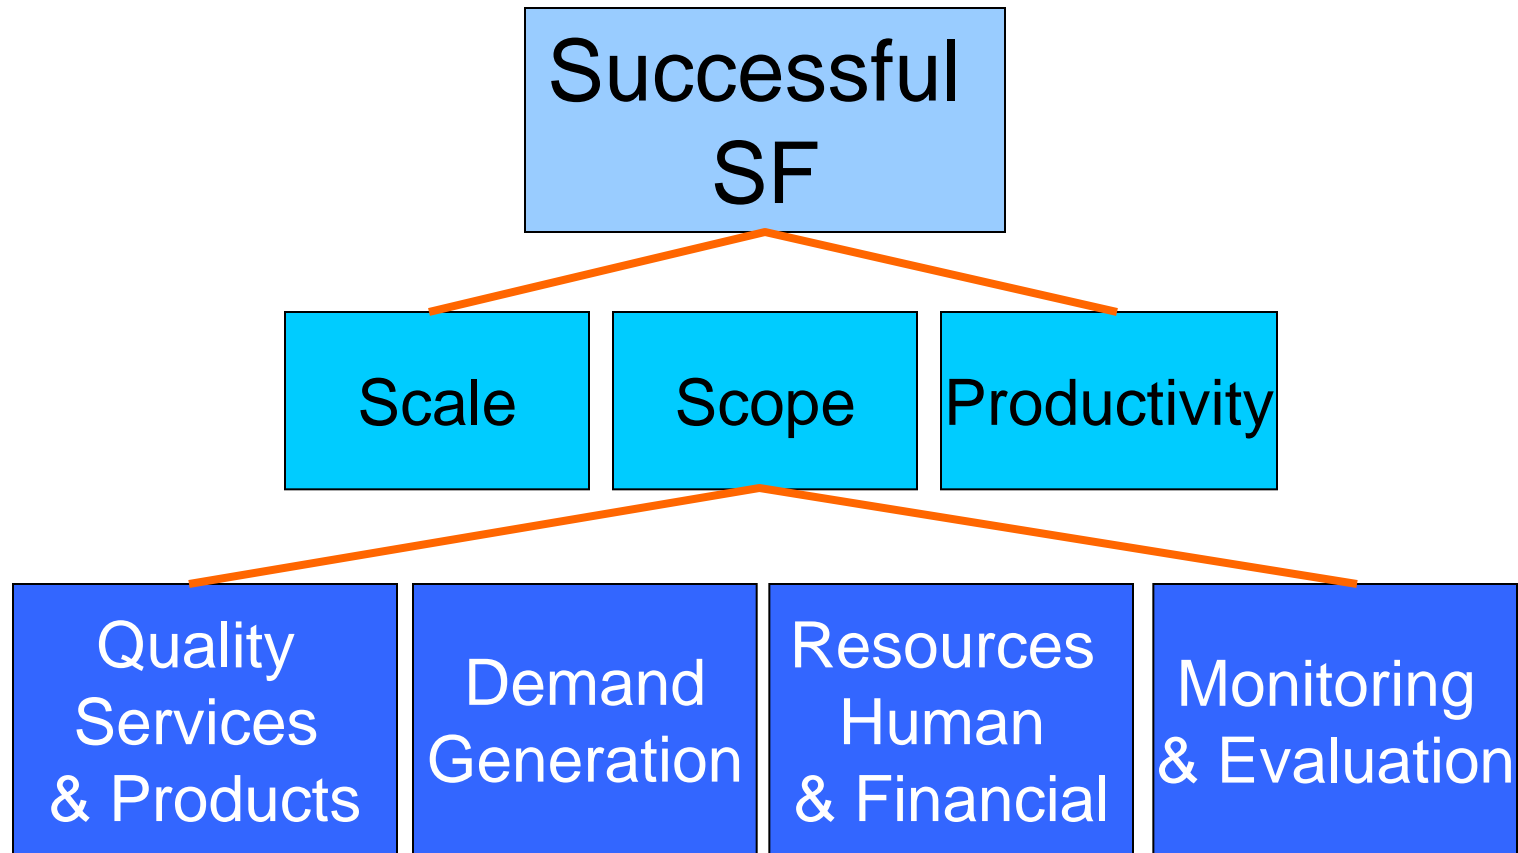 Successful
SF
Scale
Scope
Productivity
Quality
Services
& Products
Demand
Generation
Resources
Human
& Financial
Monitoring
& Evaluation